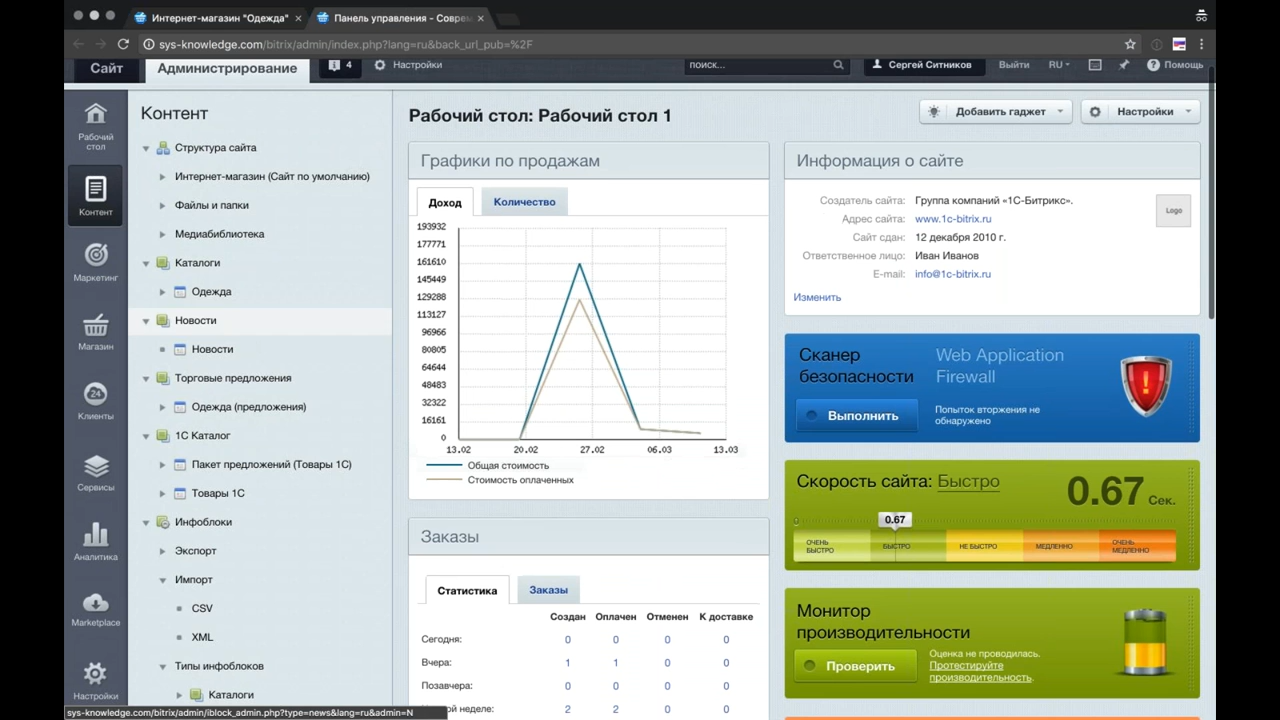 Интернет-магазин "Одежда"
Панель управления - Соврем
sys-knowledge.com/bitrix/admin/index.php?lang=ru&back_url_pub=%2F
Сайт
Администрирование
4
Настройки
поиск...
Сергей Ситников
Выйти
RU
Помощь
Рабочий стол
Контент
Маркетинг
Магазин
24
Клиенты
Сервисы
Аналитика
Marketplace
Настройки
Контент
Структура сайта
Интернет-магазин (Сайт по умолчанию)
Файлы и папки
Медиабиблиотека
Каталоги
Одежда
Новости
Новости
Торговые предложения
Одежда (предложения)
1С Каталог
Пакет предложений (Товары 1С)
Товары 1С
Инфоблоки
Экспорт
Импорт
CSV
XML
Типы инфоблоков
Каталоги
sys-knowledge.com/bitrix/admin/iblock_admin.php?type=news&lang=ru&admin=N
Рабочий стол: Рабочий стол 1
Добавить гаджет
Настройки
Графики по продажам
Доход
Количество
193932
177771
161610
145449
129288
113127
96966
80805
64644
48483
32322
16161
0
13.02 20.02 27.02 06.03 13.03
Общая стоимость
Стоимость оплаченных
Заказы
Статистика
Заказы
Создан Оплачен Отменен К доставке
Сегодня: 0 0 0 0
Вчера: 1 1 0 0
Позавчера: 0 0 0 0
неделе: 2 2 0 0
Информация о сайте
Создатель сайта: Группа компаний «1С-Битрикс».
Адрес сайта: www.1c-bitrix.ru
Сайт сдан: 12 декабря 2010 г.
Ответственное лицо: Иван Иванов
E-mail: info@1c-bitrix.ru
Logo
Изменить
Сканер
безопасности
Выполнить
Web Application
Firewall
Попыток вторжения не
обнаружено
Скорость сайта: Быстро
0.67 Сек.
0.67
ОЧЕНЬ БЫСТРО
БЫСТРО
НЕ БЫСТРО
МЕДЛЕННО
ОЧЕНЬ МЕДЛЕННО
Монитор
производительности
Проверить
Оценка не проводилась.
Протестируйте
производительность.